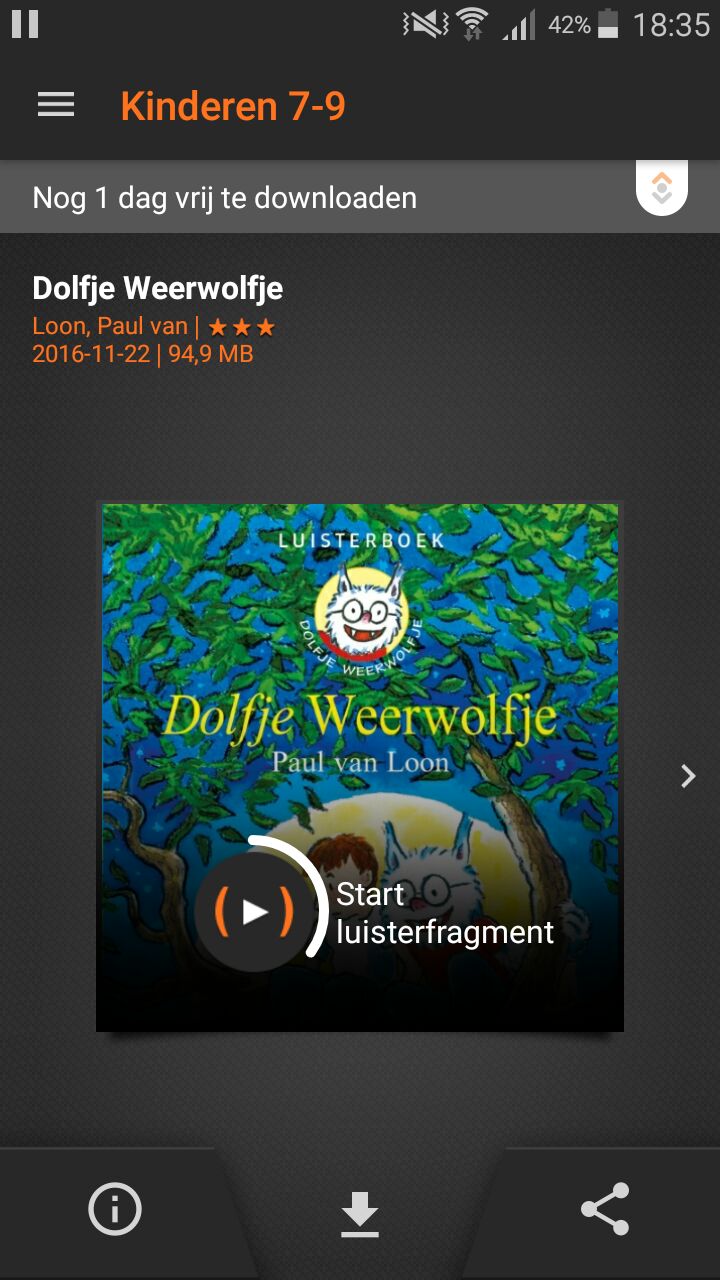 42% 18:35
Kinderen 7-9
Nog 1 dag vrij te downloaden
Dolfje Weerwolfje
Loon, Paul van | ★★★
2016-11-22 | 94,9 MB
LUISTERBOEK
DOLFJE WEERWOLFJE
Dolfje Weerwolfje
Paul van Loon
Start
luisterfragment